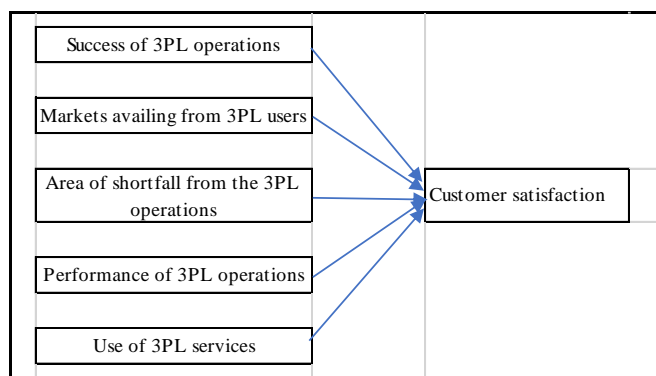 Success of 3PL operations
Markets availing from 3PL users
Area of shortfall from the 3PL
operations
Customer satisfaction
Performance of 3PL operations
Use of 3PL services